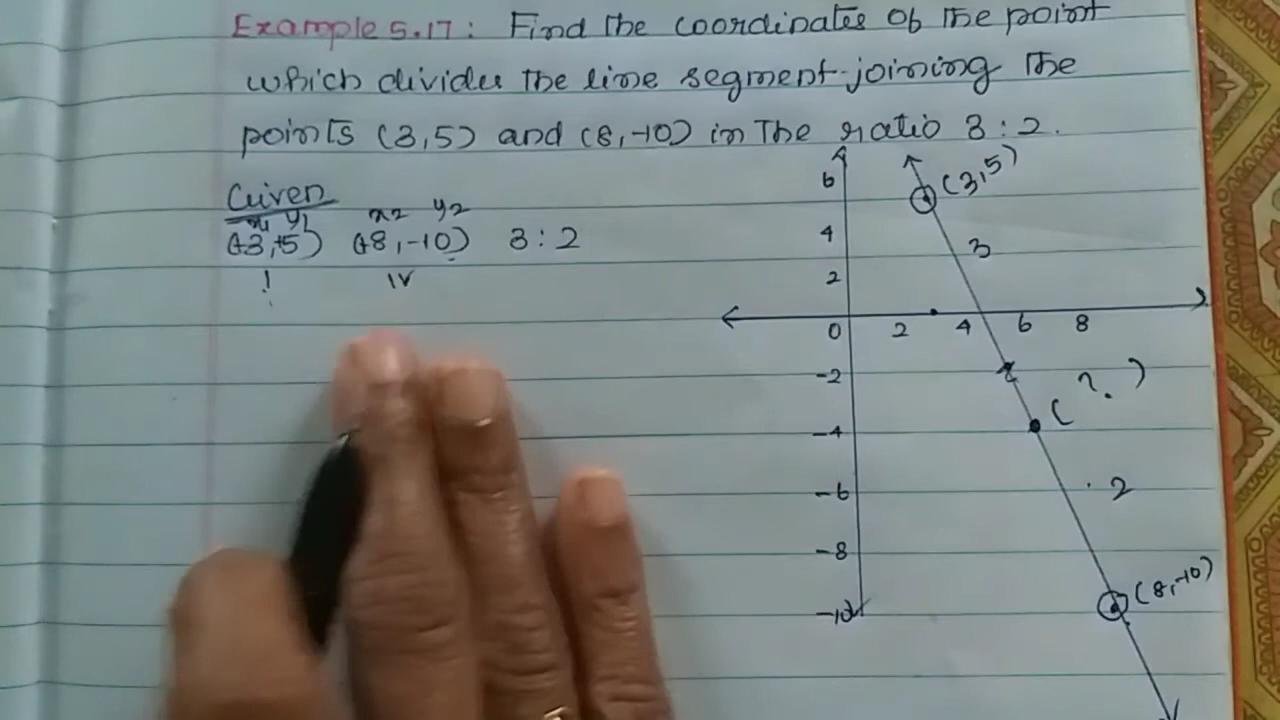 Example 5.17: Find the coordinates of the point
which divides the line segment joining the
points (3,5) and (8,-10) in the ratio 3:2.
Given
x1 y1 x2 y2
(+3,+5) (+8,-10) 3:2
I IV
6
4
2
0 2 4 6 8
-2
-4
-6
-8
-10
(3,5)
3
( ? )
2
(8,-10)